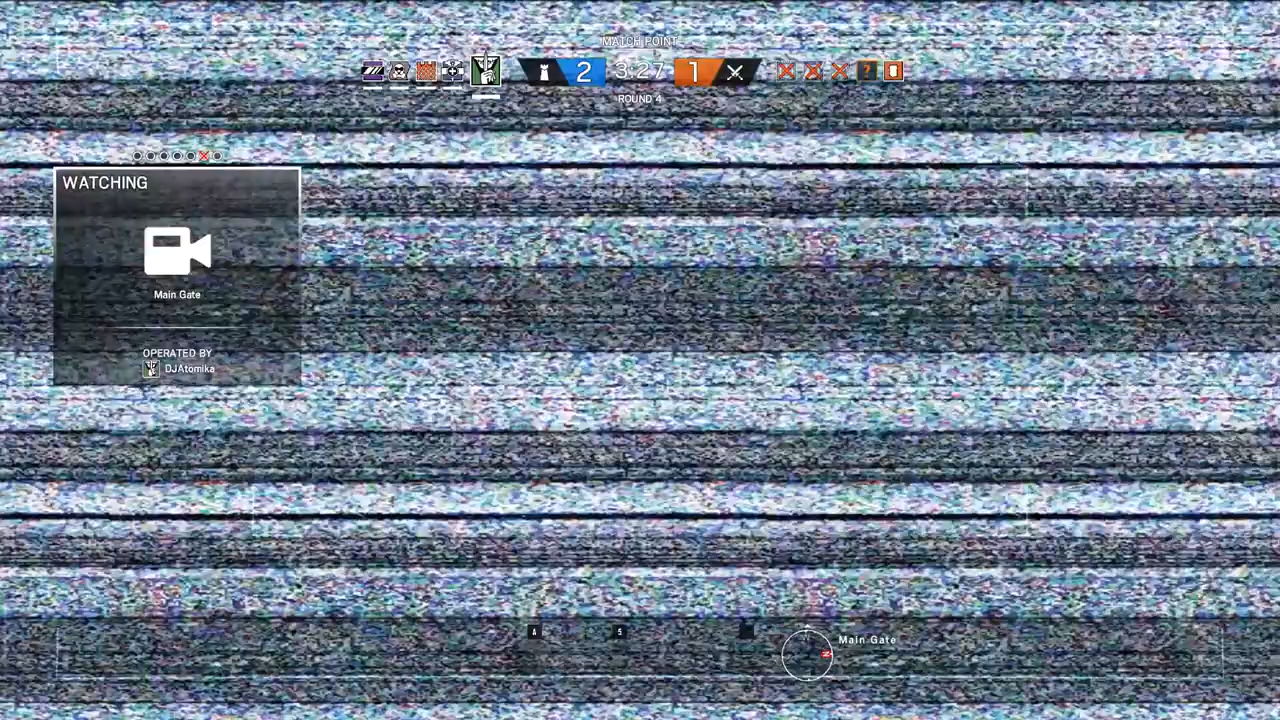 MATCH POINT
2 3:27 1
ROUND 4
WATCHING
Main Gate
OPERATED BY
DJAtomika
A S
Main Gate